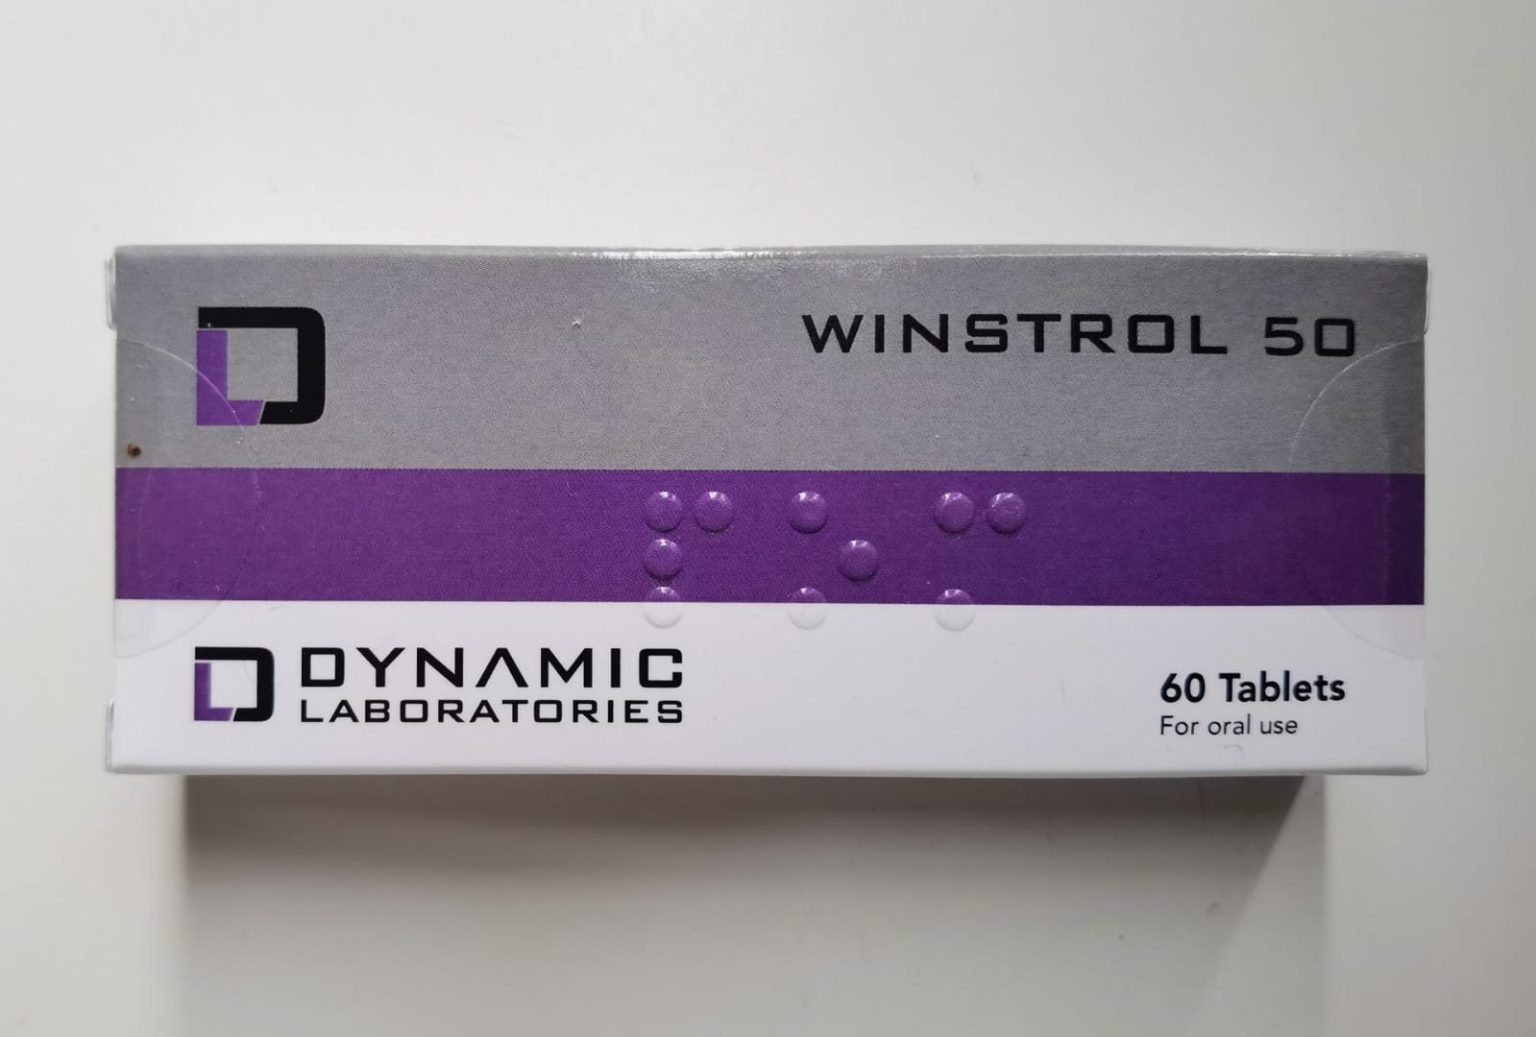 WINSTROL 50
⠏⠕⠍
DYNAMIC
LABORATORIES
60 Tablets
For oral use